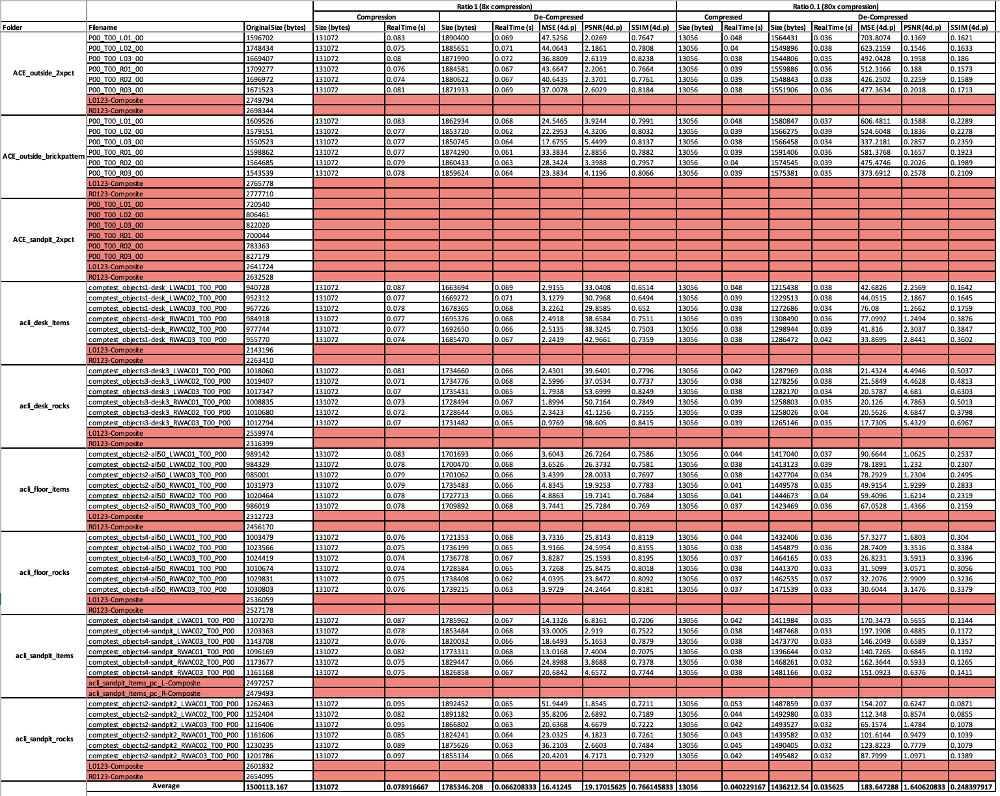 Ratio 1 (8x compression) Ratio 0.1 (80x compression)
Compression De-Compressed Compressed De-Compressed
Folder Filename Original Size (bytes) Size (bytes) Real Time (s) Size (bytes) Real Time (s) MSE (4d.p) PSNR (4d.p) SSIM (4d.p) Size (bytes) Real Time (s) Size (bytes) Real Time (s) MSE (4d.p) PSNR (4d.p) SSIM (4d.p)
P00_T00_L01_00 1596702 131072 0.083 1890400 0.069 47.5256 2.0269 0.7647 13056 0.048 1564431 0.036 703.8074 0.1369 0.1621
P00_T00_L02_00 1748434 131072 0.075 1885651 0.071 44.0643 2.1861 0.7808 13056 0.04 1549896 0.038 623.2159 0.1546 0.1633
P00_T00_L03_00 1669407 131072 0.08 1871990 0.072 36.8809 2.6119 0.8238 13056 0.038 1544806 0.035 492.0428 0.1958 0.186
ACE_outside_2xpct P00_T00_R01_00 1709277 131072 0.076 1884581 0.067 43.6647 2.2061 0.7664 13056 0.039 1559886 0.036 512.3166 0.188 0.1573
P00_T00_R02_00 1696972 131072 0.074 1880622 0.067 40.6435 2.3701 0.7761 13056 0.039 1548843 0.038 426.2502 0.2259 0.1589
P00_T00_R03_00 1671523 131072 0.081 1871933 0.069 37.0078 2.6029 0.8184 13056 0.038 1551906 0.036 477.3634 0.2018 0.1713
L0123-Composite 2749794
R0123-Composite 2698344
P00_T00_L01_00 1609526 131072 0.083 1862934 0.068 24.5465 3.9244 0.7991 13056 0.048 1580847 0.037 606.4811 0.1588 0.2289
P00_T00_L02_00 1579151 131072 0.077 1853720 0.062 22.2953 4.3206 0.8032 13056 0.039 1566275 0.039 524.6048 0.1836 0.2278
P00_T00_L03_00 1550523 131072 0.077 1850745 0.064 17.6755 5.4499 0.8137 13056 0.038 1566458 0.034 337.2181 0.2857 0.2359
ACE_outside_brickpattern P00_T00_R01_00 1598862 131072 0.077 1874290 0.061 33.3834 2.8856 0.7882 13056 0.039 1591406 0.036 581.3768 0.1657 0.1923
P00_T00_R02_00 1564685 131072 0.079 1860433 0.063 28.3424 3.3988 0.7957 13056 0.04 1574545 0.039 475.4746 0.2026 0.1989
P00_T00_R03_00 1543539 131072 0.078 1859624 0.064 23.3834 4.1196 0.8066 13056 0.039 1575381 0.035 373.6912 0.2578 0.2109
L0123-Composite 2765778
R0123-Composite 2777710
P00_T00_L01_00 720540
P00_T00_L02_00 806461
P00_T00_L03_00 822020
ACE_sandpit_2xpct P00_T00_R01_00 700044
P00_T00_R02_00 783363
P00_T00_R03_00 827179
L0123-Composite 2641724
R0123-Composite 2632528
comptest_objects1-desk_LWAC01_T00_P00 940728 131072 0.087 1663694 0.069 2.9155 33.0408 0.6514 13056 0.048 1215438 0.038 42.6826 2.2569 0.1642
comptest_objects1-desk_LWAC02_T00_P00 952312 131072 0.077 1669272 0.071 3.1279 30.7968 0.6494 13056 0.038 1229513 0.038 44.0515 2.1867 0.1645
comptest_objects1-desk_LWAC03_T00_P00 967726 131072 0.078 1678365 0.068 3.2262 29.8585 0.652 13056 0.038 1272686 0.034 76.08 1.2662 0.1759
acli_desk_items comptest_objects1-desk_RWAC01_T00_P00 984918 131072 0.077 1695376 0.068 2.4918 38.6584 0.7511 13056 0.039 1308490 0.036 77.0992 1.2494 0.3876
comptest_objects1-desk_RWAC02_T00_P00 977744 131072 0.077 1692650 0.066 2.5135 38.3245 0.7503 13056 0.039 1298944 0.039 41.816 2.3037 0.3847
comptest_objects1-desk_RWAC03_T00_P00 955770 131072 0.074 1685470 0.067 2.2419 42.9661 0.7359 13056 0.038 1286472 0.042 33.8695 2.8441 0.3602
L0123-Composite 2143196
R0123-Composite 2263410
comptest_objects3-desk3_LWAC01_T00_P00 1018060 131072 0.081 1734660 0.066 2.4301 39.6401 0.7796 13056 0.042 1287969 0.038 21.4324 4.4946 0.5037
comptest_objects3-desk3_LWAC02_T00_P00 1019407 131072 0.071 1734776 0.068 2.5996 37.0534 0.7737 13056 0.038 1278256 0.038 21.5849 4.4628 0.4813
comptest_objects3-desk3_LWAC03_T00_P00 1017347 131072 0.07 1735431 0.065 1.7938 53.6999 0.8249 13056 0.038 1282170 0.034 20.5787 4.681 0.6303
acli_desk_rocks comptest_objects3-desk3_RWAC01_T00_P00 1008835 131072 0.073 1728494 0.067 1.8994 50.7164 0.7849 13056 0.039 1258803 0.035 20.126 4.7863 0.5013
comptest_objects3-desk3_RWAC02_T00_P00 1010680 131072 0.072 1728644 0.065 2.3423 41.1256 0.7155 13056 0.039 1258026 0.04 20.5626 4.6847 0.3798
comptest_objects3-desk3_RWAC03_T00_P00 1012794 131072 0.07 1731482 0.065 0.9769 98.605 0.8415 13056 0.039 1265146 0.035 17.7305 5.4329 0.6967
L0123-Composite 2559974
R0123-Composite 2316399
comptest_objects2-all50_LWAC01_T00_P00 989142 131072 0.083 1701693 0.066 3.6043 26.7264 0.7586 13056 0.044 1417040 0.037 90.6644 1.0625 0.2537
comptest_objects2-all50_LWAC02_T00_P00 984329 131072 0.078 1700470 0.068 3.6526 26.3732 0.7581 13056 0.038 1413123 0.039 78.1891 1.232 0.2307
comptest_objects2-all50_LWAC03_T00_P00 985001 131072 0.079 1701062 0.066 3.4399 28.0033 0.7697 13056 0.038 1427704 0.034 78.2929 1.2304 0.2495
acli_floor_items comptest_objects2-all50_RWAC01_T00_P00 1031973 131072 0.079 1735483 0.066 4.8345 19.9253 0.7783 13056 0.041 1449578 0.035 49.9154 1.9299 0.2833
comptest_objects2-all50_RWAC02_T00_P00 1020464 131072 0.078 1727713 0.066 4.8863 19.7141 0.7684 13056 0.041 1444673 0.04 59.4096 1.6214 0.2319
comptest_objects2-all50_RWAC03_T00_P00 986019 131072 0.078 1709892 0.068 3.7441 25.7284 0.769 13056 0.037 1423469 0.036 67.0528 1.4366 0.2159
L0123-Composite 2312723
R0123-Composite 2456170
comptest_objects4-all50_LWAC01_T00_P00 1003479 131072 0.076 1721353 0.068 3.7316 25.8143 0.8119 13056 0.044 1432406 0.036 57.3277 1.6803 0.304
comptest_objects4-all50_LWAC02_T00_P00 1023566 131072 0.075 1736199 0.066 3.9166 24.5954 0.8155 13056 0.038 1454879 0.036 28.7409 3.3516 0.3384
comptest_objects4-all50_LWAC03_T00_P00 1024419 131072 0.074 1736778 0.067 3.8287 25.1593 0.8195 13056 0.037 1464165 0.033 26.8231 3.5913 0.3396
acli_floor_rocks comptest_objects4-all50_RWAC01_T00_P00 1010674 131072 0.074 1728584 0.065 3.7268 25.8475 0.8018 13056 0.038 1441370 0.033 31.5099 3.0571 0.3056
comptest_objects4-all50_RWAC02_T00_P00 1029831 131072 0.075 1738408 0.062 4.0395 23.8472 0.8092 13056 0.037 1462535 0.037 32.2076 2.9909 0.3236
comptest_objects4-all50_RWAC03_T00_P00 1030803 131072 0.076 1739215 0.063 3.9729 24.2464 0.8181 13056 0.037 1471539 0.033 30.6044 3.1476 0.3379
L0123-Composite 2536059
R0123-Composite 2527178
comptest_objects4-sandpit_LWAC01_T00_P00 1107270 131072 0.087 1785962 0.067 14.1326 6.8161 0.7206 13056 0.042 1411984 0.035 170.3473 0.5655 0.1144
comptest_objects4-sandpit_LWAC02_T00_P00 1203363 131072 0.078 1853484 0.068 33.0005 2.919 0.7522 13056 0.038 1487468 0.033 197.1908 0.4885 0.1172
comptest_objects4-sandpit_LWAC03_T00_P00 1143708 131072 0.076 1820032 0.066 18.6493 5.1653 0.7879 13056 0.038 1473770 0.033 146.2049 0.6589 0.1357
acli_sandpit_items comptest_objects4-sandpit_RWAC01_T00_P00 1096169 131072 0.082 1773311 0.068 13.0168 7.4004 0.7075 13056 0.038 1396644 0.032 140.7265 0.6845 0.1192
comptest_objects4-sandpit_RWAC02_T00_P00 1173677 131072 0.075 1829447 0.066 24.8988 3.8688 0.7378 13056 0.038 1468261 0.032 162.3644 0.5933 0.1265
comptest_objects4-sandpit_RWAC03_T00_P00 1161168 131072 0.075 1826858 0.067 20.6842 4.6572 0.7744 13056 0.038 1481166 0.032 151.0923 0.6376 0.1411
acli_sandpit_items_pc_L-Composite 2497257
acli_sandpit_items_pc_R-Composite 2479493
comptest_objects2-sandpit2_LWAC01_T00_P00 1262463 131072 0.095 1892452 0.065 51.9449 1.8545 0.7211 13056 0.053 1487859 0.037 154.207 0.6247 0.0871
comptest_objects2-sandpit2_LWAC02_T00_P00 1252404 131072 0.082 1891182 0.063 35.8206 2.6892 0.7189 13056 0.044 1492980 0.038 112.348 0.8574 0.0855
comptest_objects2-sandpit2_LWAC03_T00_P00 1216406 131072 0.095 1866802 0.063 20.6368 4.6679 0.7222 13056 0.042 1493527 0.032 65.1574 1.4784 0.1078
acli_sandpit_rocks comptest_objects2-sandpit2_RWAC01_T00_P00 1161606 131072 0.085 1824241 0.064 23.0325 4.1823 0.7261 13056 0.043 1439582 0.032 101.6144 0.9479 0.1039
comptest_objects2-sandpit2_RWAC02_T00_P00 1230235 131072 0.089 1875626 0.063 36.2103 2.6603 0.7484 13056 0.045 1490405 0.032 123.8223 0.7779 0.1079
comptest_objects2-sandpit2_RWAC03_T00_P00 1201786 131072 0.097 1855134 0.066 20.4203 4.7173 0.7329 13056 0.042 1495482 0.032 87.7999 1.0971 0.1389
L0123-Composite 2601832
R0123-Composite 2654095
Average 1500113.167 131072 0.078916667 1785346.208 0.066208333 16.41245 19.17015625 0.766145833 13056 0.040229167 1436212.54 0.035625 183.647288 1.640620833 0.248397917